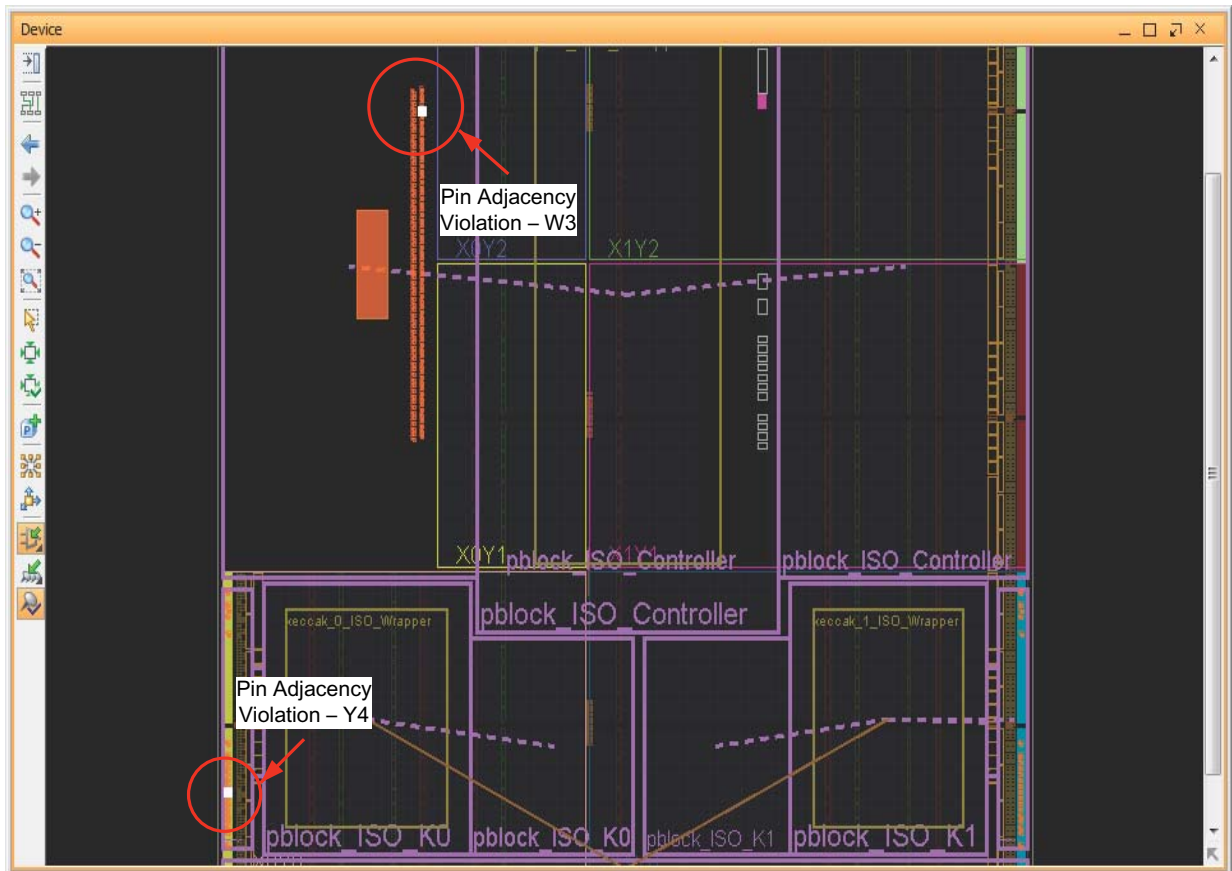 Device
Pin Adjacency
Violation – W3
X0Y2
X1Y2
X0Y1
X1Y1
pblock_ISO_Controller
pblock_ISO_Controller
pblock_ISO_Controller
keccak_0_ISO_Wrapper
keccak_1_ISO_Wrapper
Pin Adjacency
Violation – Y4
pblock_ISO_K0
pblock_ISO_K0
pblock_ISO_K1
pblock_ISO_K1